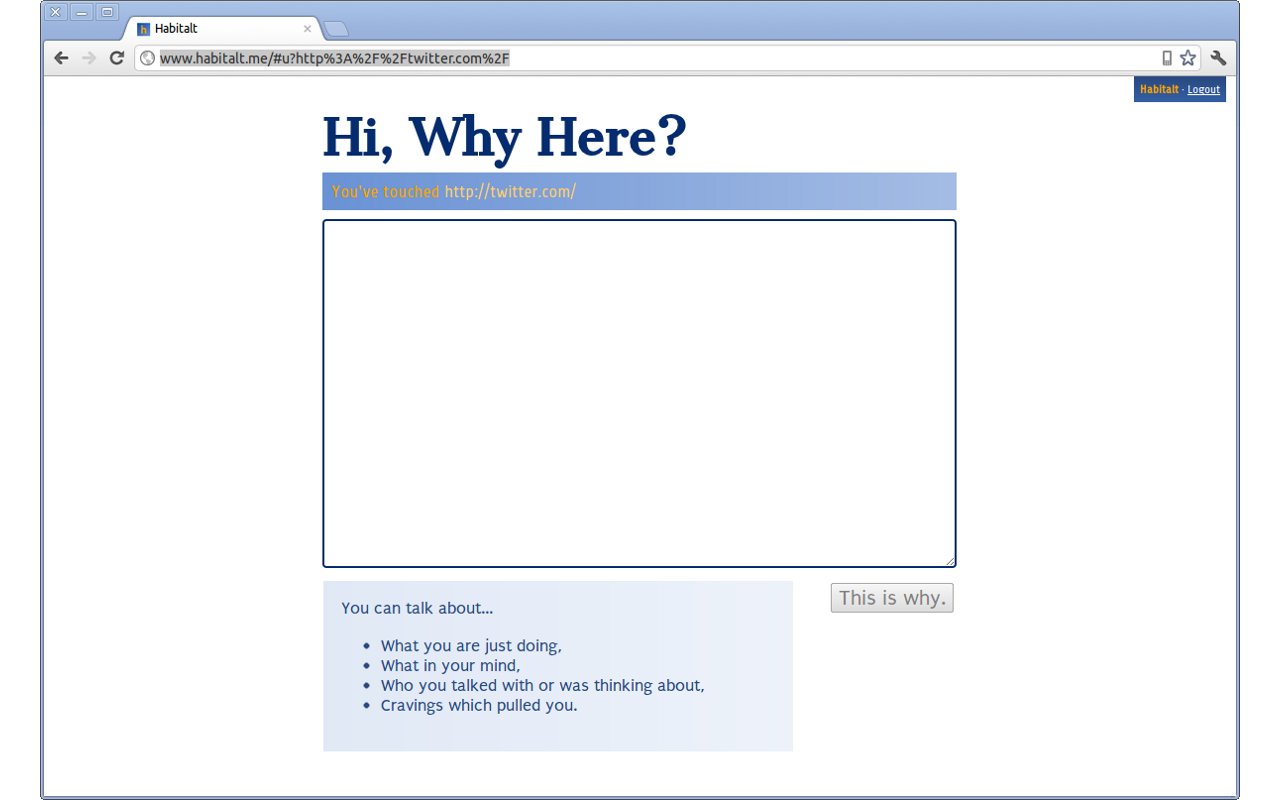 Habitalt
www.habitalt.me/#u?http%3A%2F%2Ftwitter.com%2F
Habitalt · Logout
Hi, Why Here?
You've touched http://twitter.com/
You can talk about...
• What you are just doing,
• What in your mind,
• Who you talked with or was thinking about,
• Cravings which pulled you.
This is why.